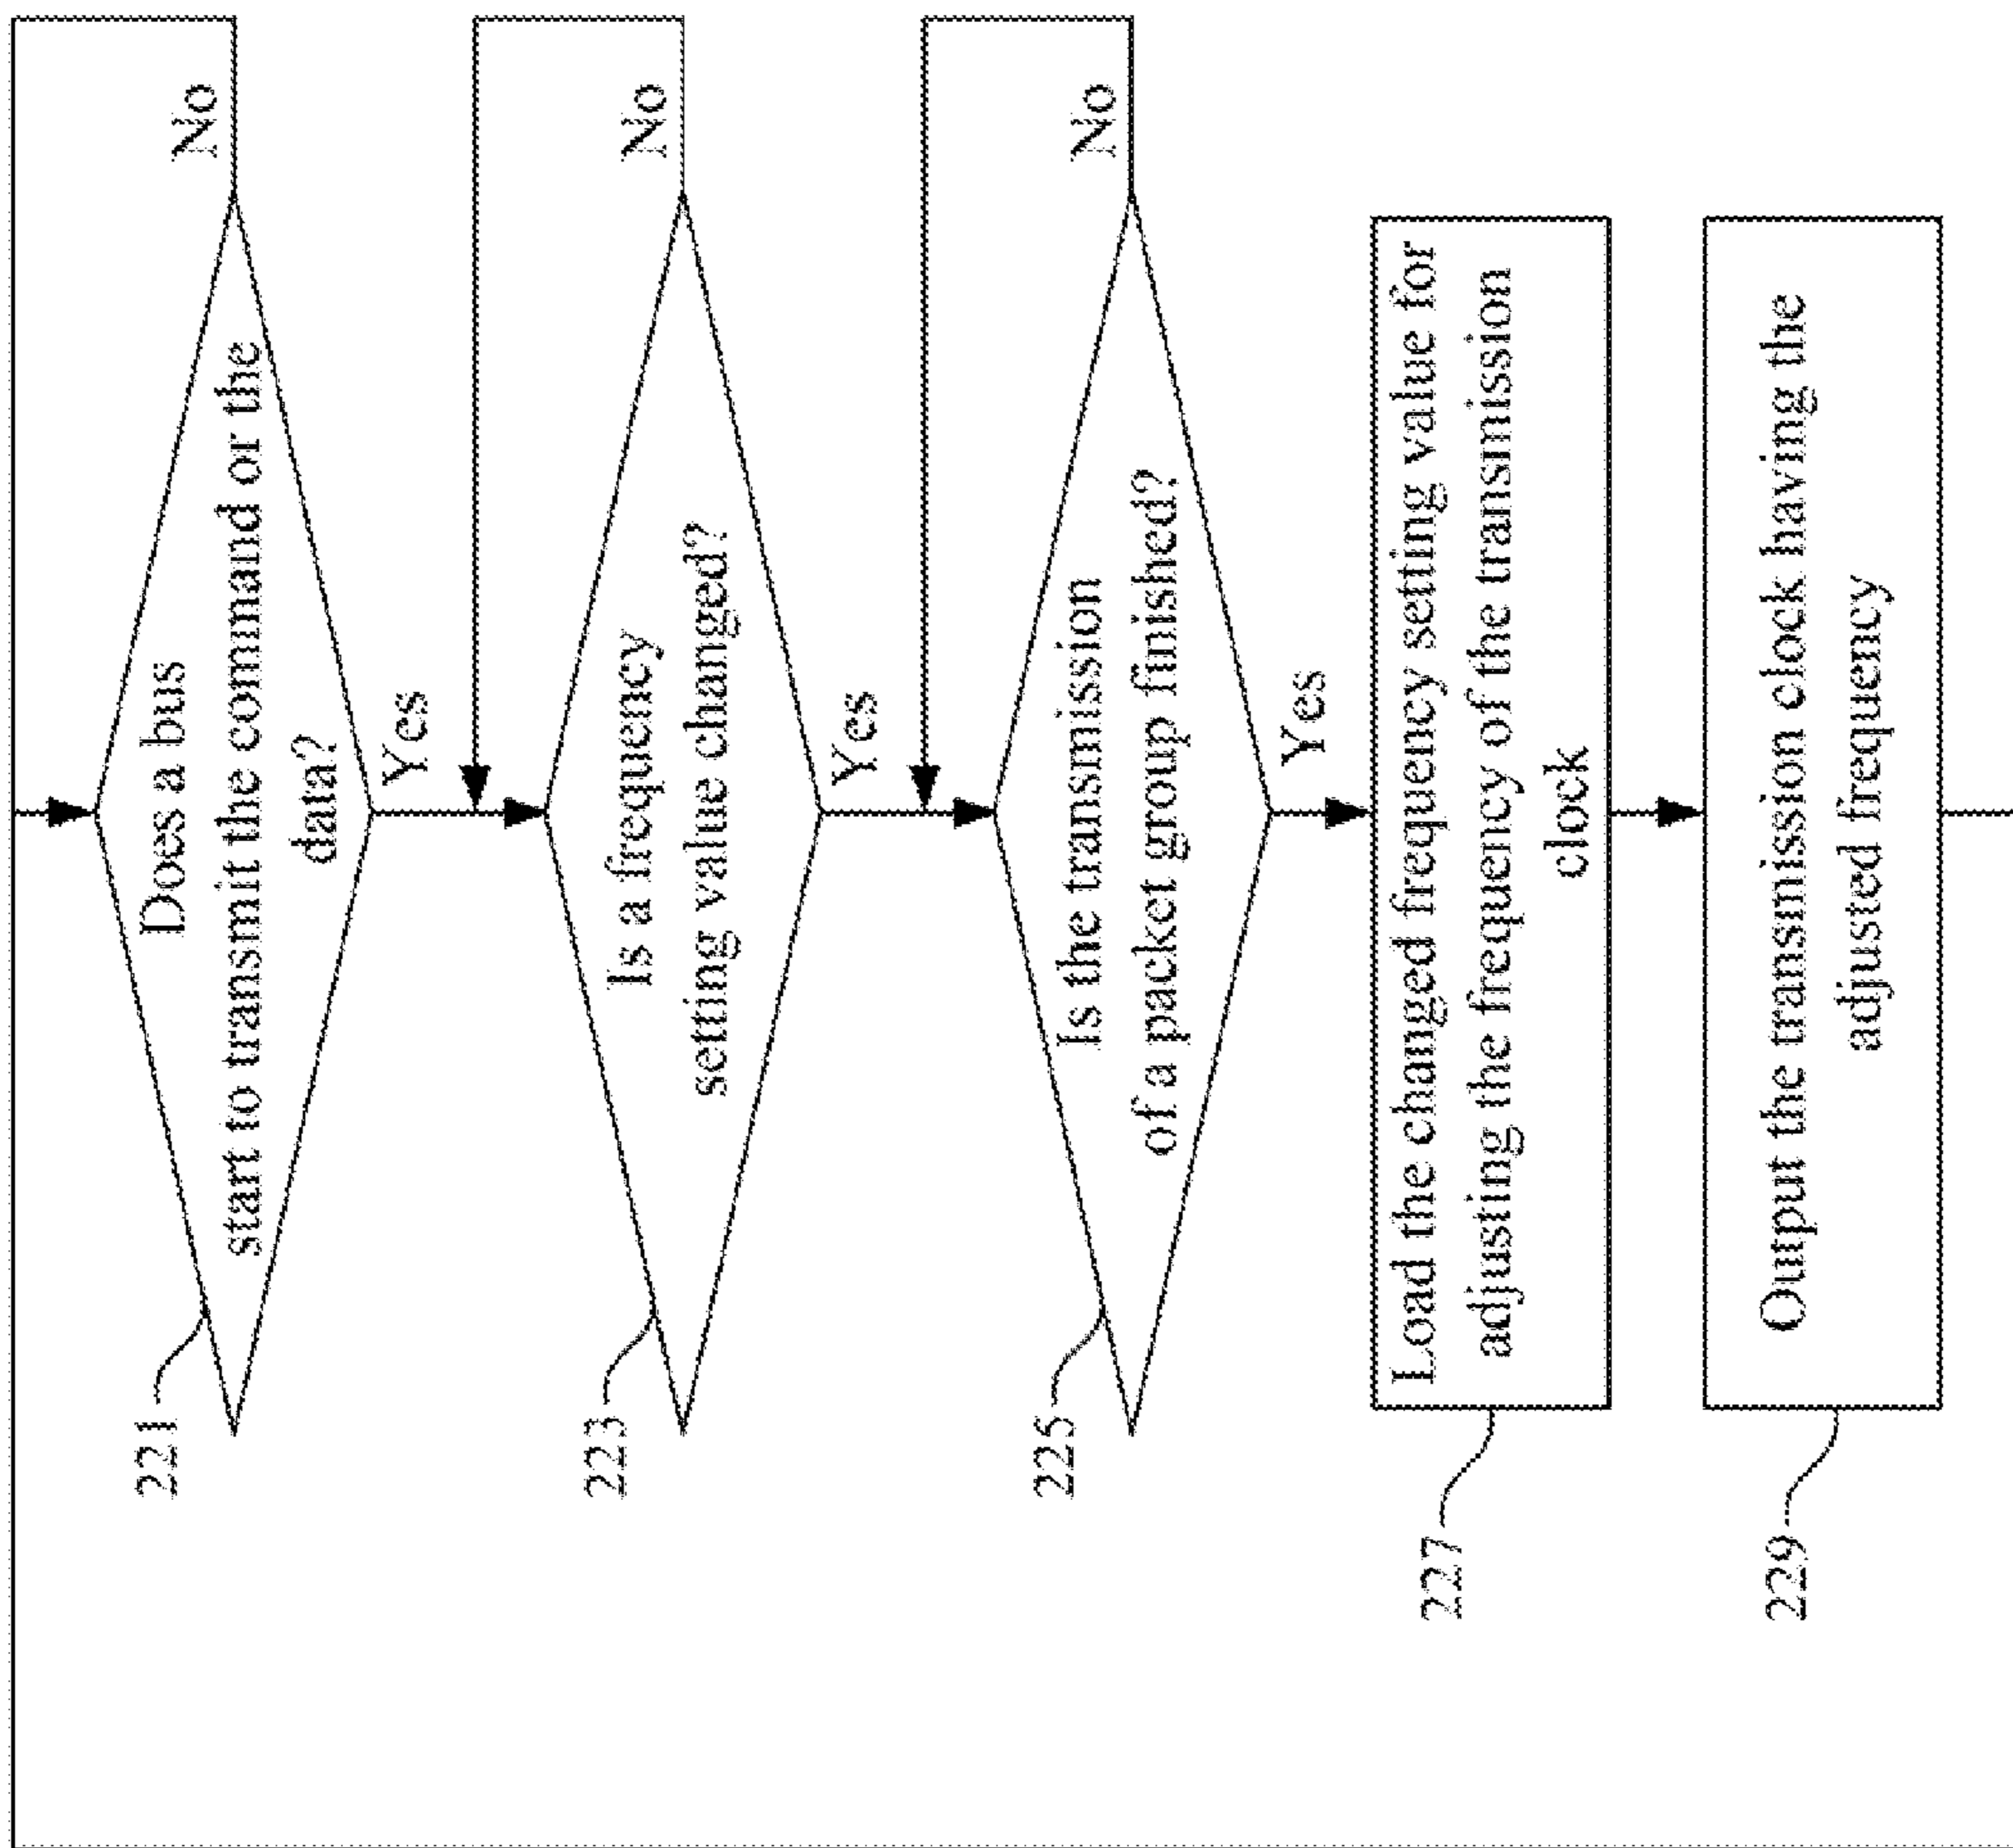 221
Does a bus
start to transmit the command or the
data?
No
Yes
223
Is a frequency
setting value changed?
No
Yes
225
Is the transmission
of a packet group finished?
No
Yes
227
Load the changed frequency setting value for
adjusting the frequency of the transmission
clock
229
Output the transmission clock having the
adjusted frequency